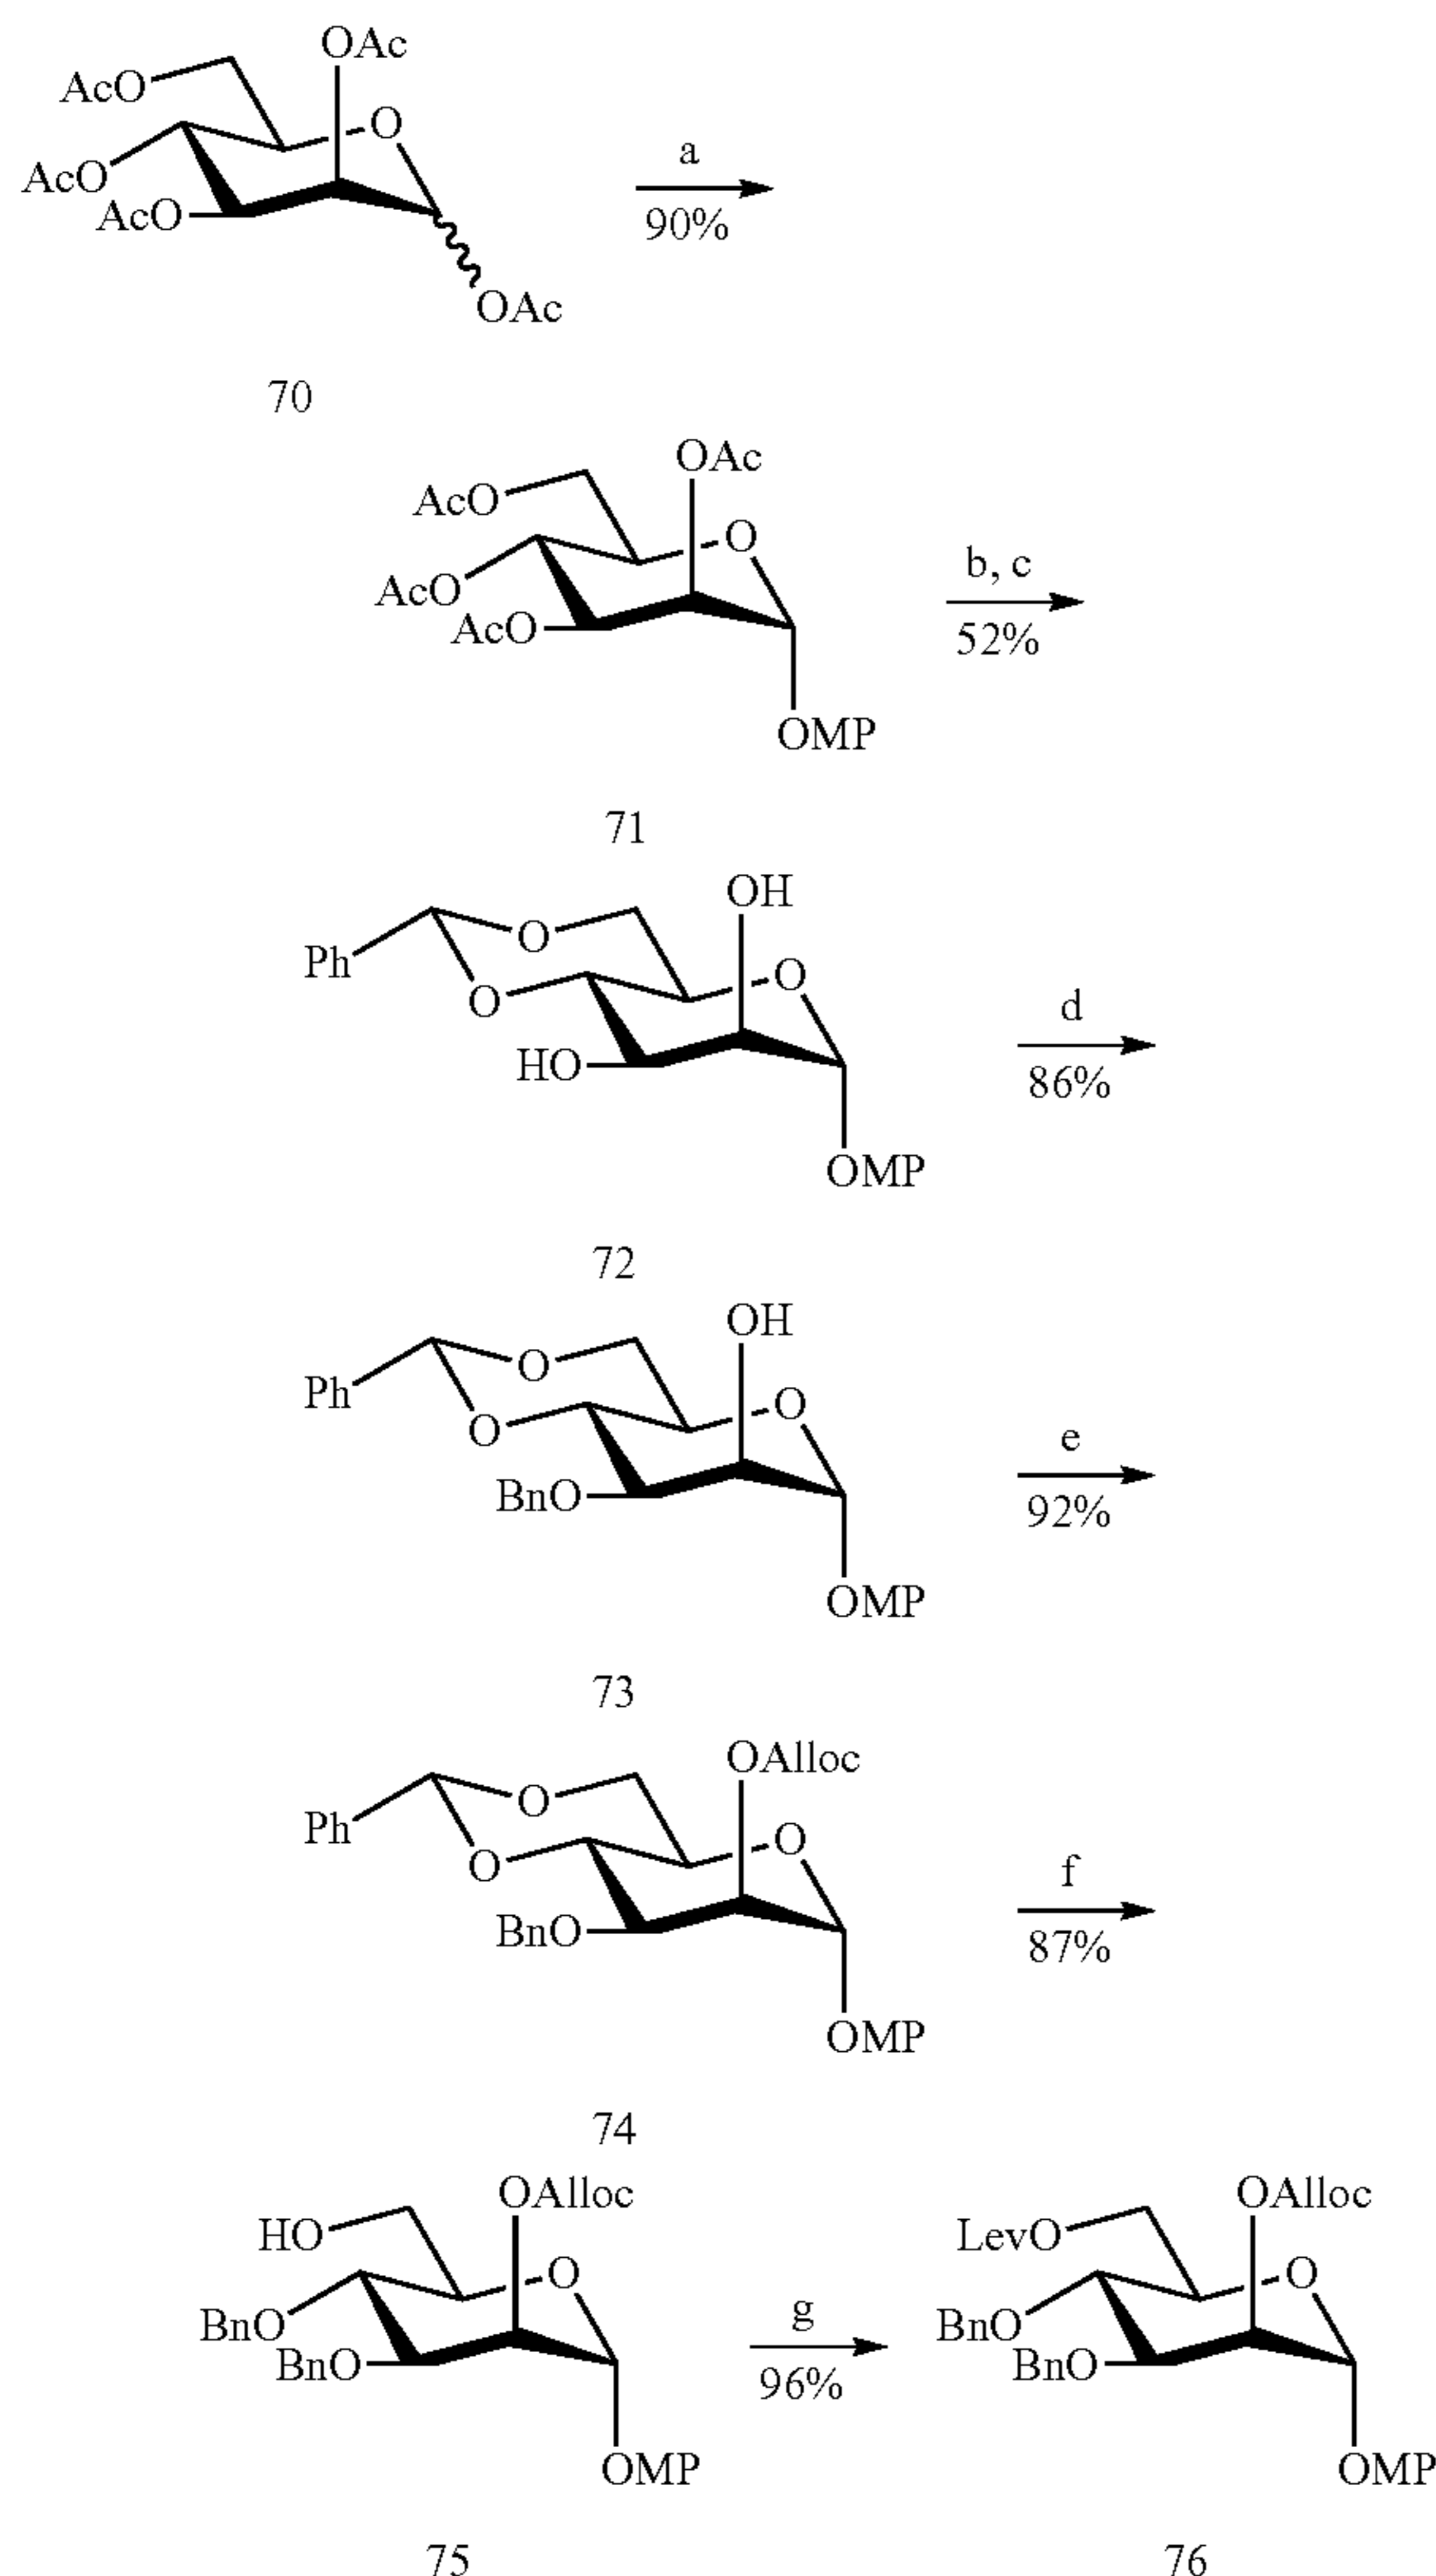 OAc
AcO
O
AcO
AcO
OAc
a
90%
70
OAc
AcO
O
AcO
AcO
OMP
b, c
52%
71
OH
O
Ph
O
O
HO
OMP
d
86%
72
OH
O
Ph
O
O
BnO
OMP
e
92%
73
OAlloc
O
Ph
O
O
BnO
OMP
f
87%
74
OAlloc
HO
O
BnO
BnO
OMP
g
96%
75
OAlloc
LevO
O
BnO
BnO
OMP
76